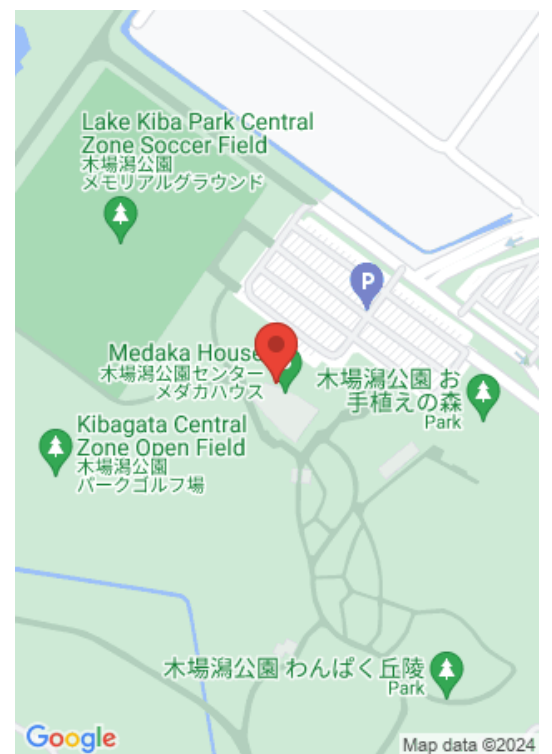 Lake Kiba Park Central
Zone Soccer Field
木場潟公園
メモリアルグラウンド
P
Medaka House
木場潟公園センター
メダカハウス
木場潟公園 お
手植えの森
Park
Kibagata Central
Zone Open Field
木場潟公園
パークゴルフ場
木場潟公園 わんぱく丘陵
Park
Google
Map data ©2024